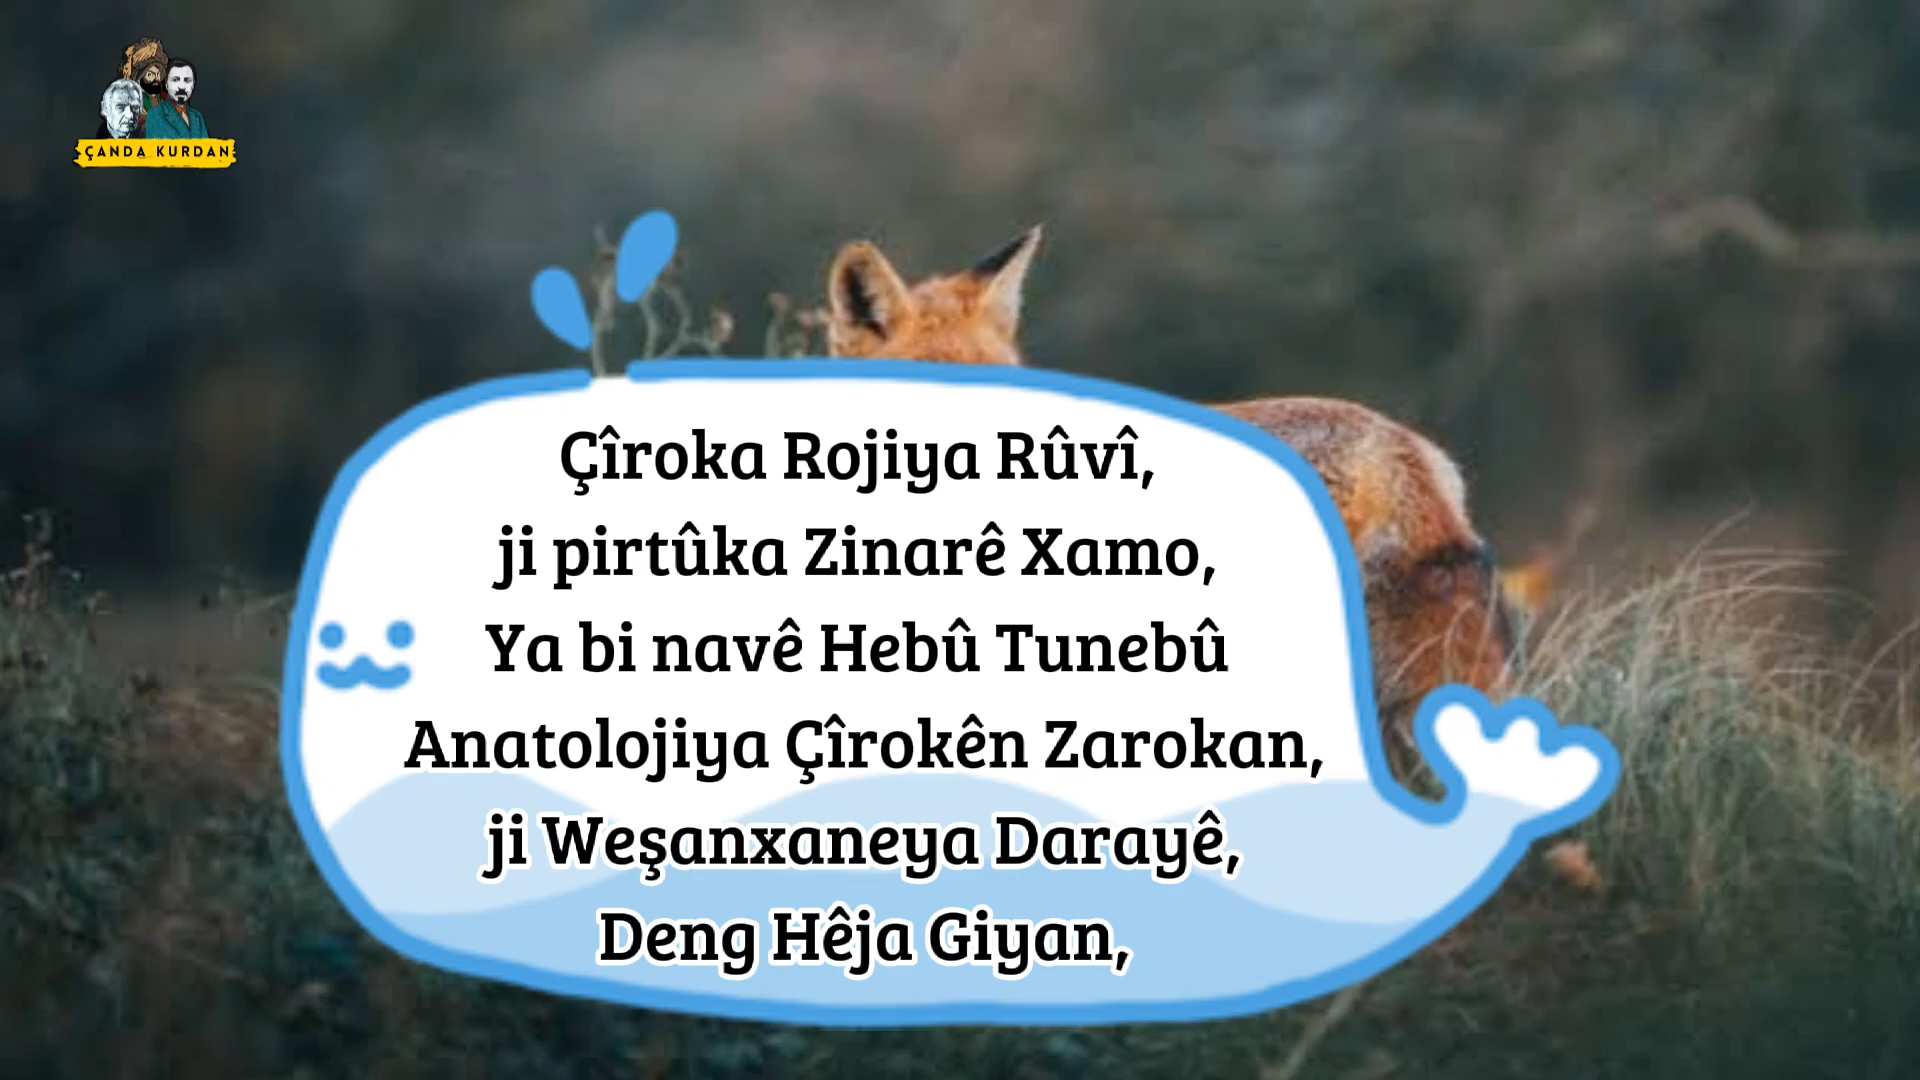 ÇANDA KURDAN
Çîroka Rojiya Rûvî,
ji pirtûka Zinarê Xamo,
Ya bi navê Hebû Tunebû
Anatolojiya Çîrokên Zarokan,
ji Weşanxaneya Darayê,
Deng Hêja Giyan,